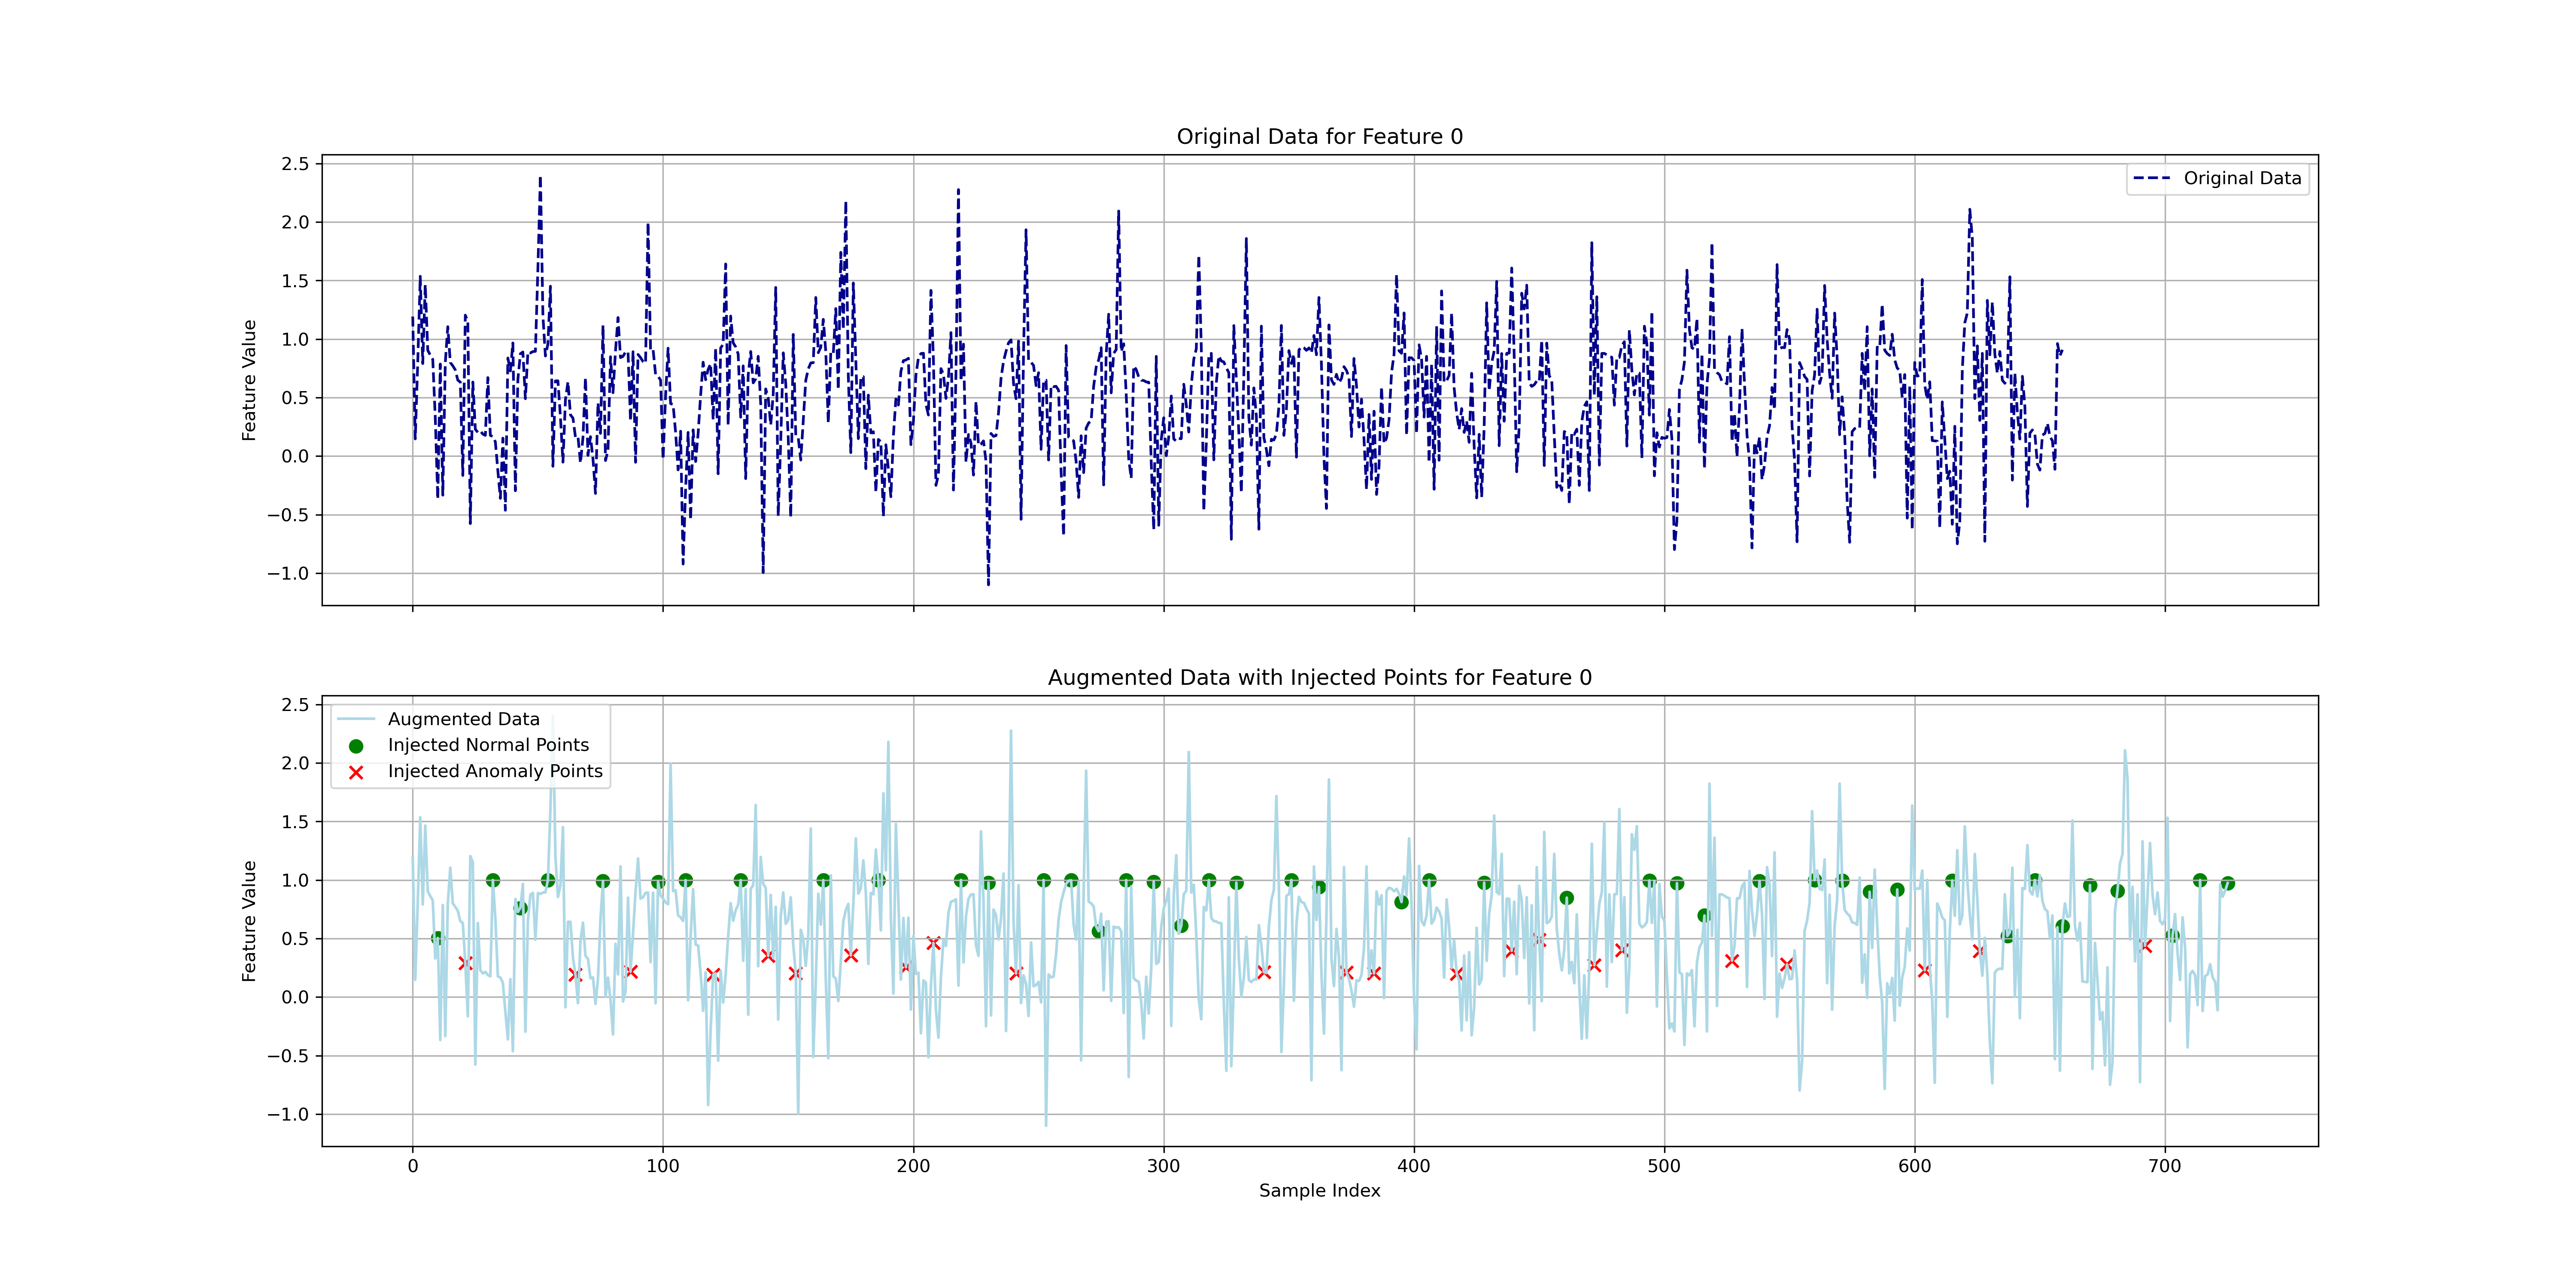 Original Data for Feature 0
2.5
2.0
1.5
1.0
0.5
0.0
−0.5
−1.0
Feature Value
Original Data
Augmented Data with Injected Points for Feature 0
2.5
2.0
1.5
1.0
0.5
0.0
−0.5
−1.0
Feature Value
Augmented Data
Injected Normal Points
Injected Anomaly Points
0 100 200 300 400 500 600 700
Sample Index